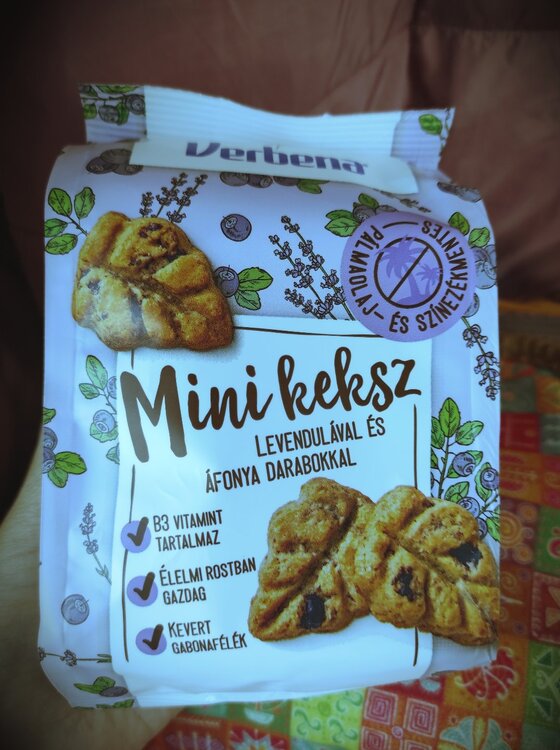 Verbena
PÁLMAOLAJ- ÉS SZÍNEZÉKMENTES
Mini keksz
LEVENDULÁVAL ÉS
ÁFONYA DARABOKKAL
B3 VITAMINT
TARTALMAZ
ÉLELMI ROSTBAN
GAZDAG
KEVERT
GABONAFÉLÉK